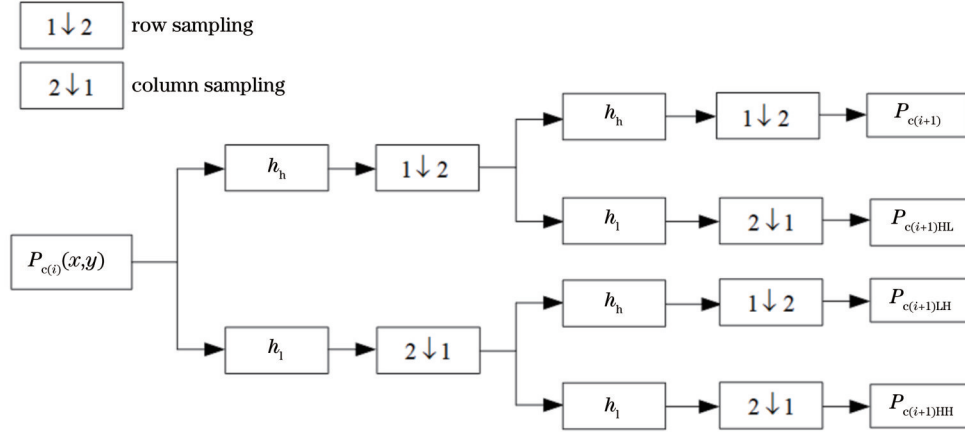 1↓2 row sampling
2↓1 column sampling
h_h 1↓2 P_c(i+1)
h_h 1↓2
h_l 2↓1 P_c(i+1)HL
P_c(i)(x,y)
h_h 1↓2 P_c(i+1)LH
h_l 2↓1
h_l 2↓1 P_c(i+1)HH